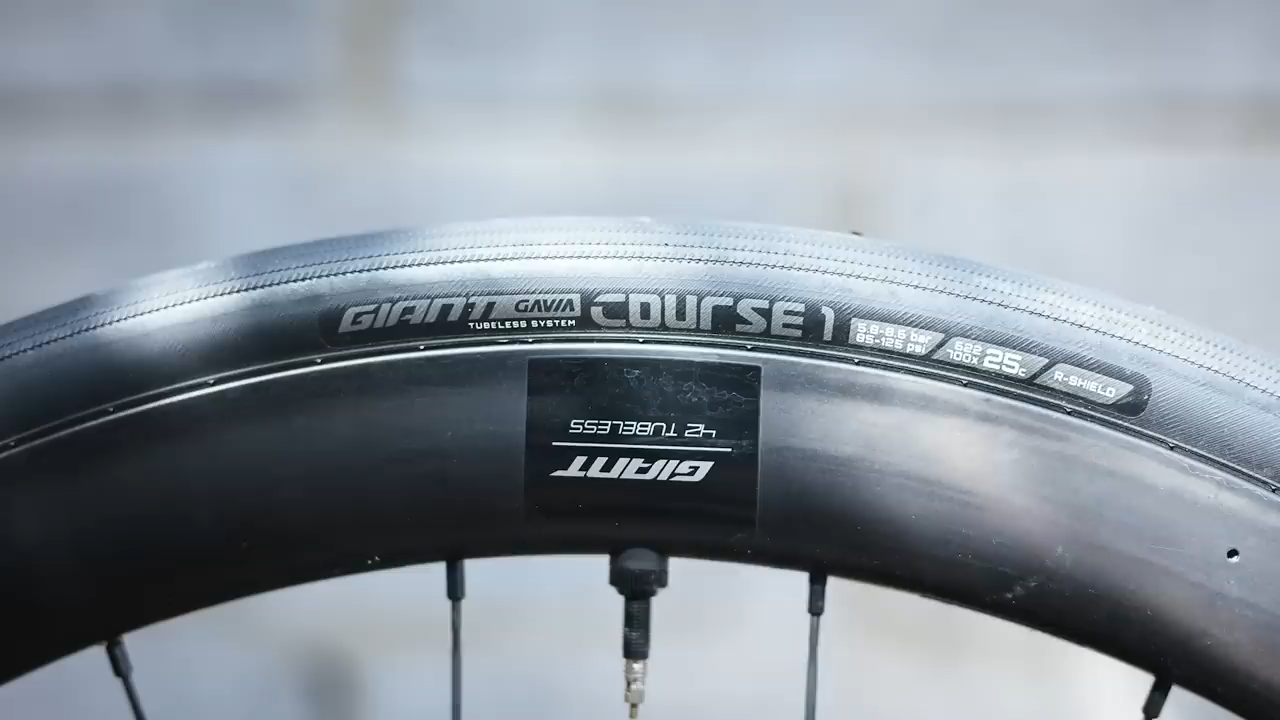 GIANT GAVIA COURSE 1
TUBELESS SYSTEM
5.8-8.6 bar
85-125 psi
622
700X 25c
R-SHIELD
42 TUBELESS
GIANT